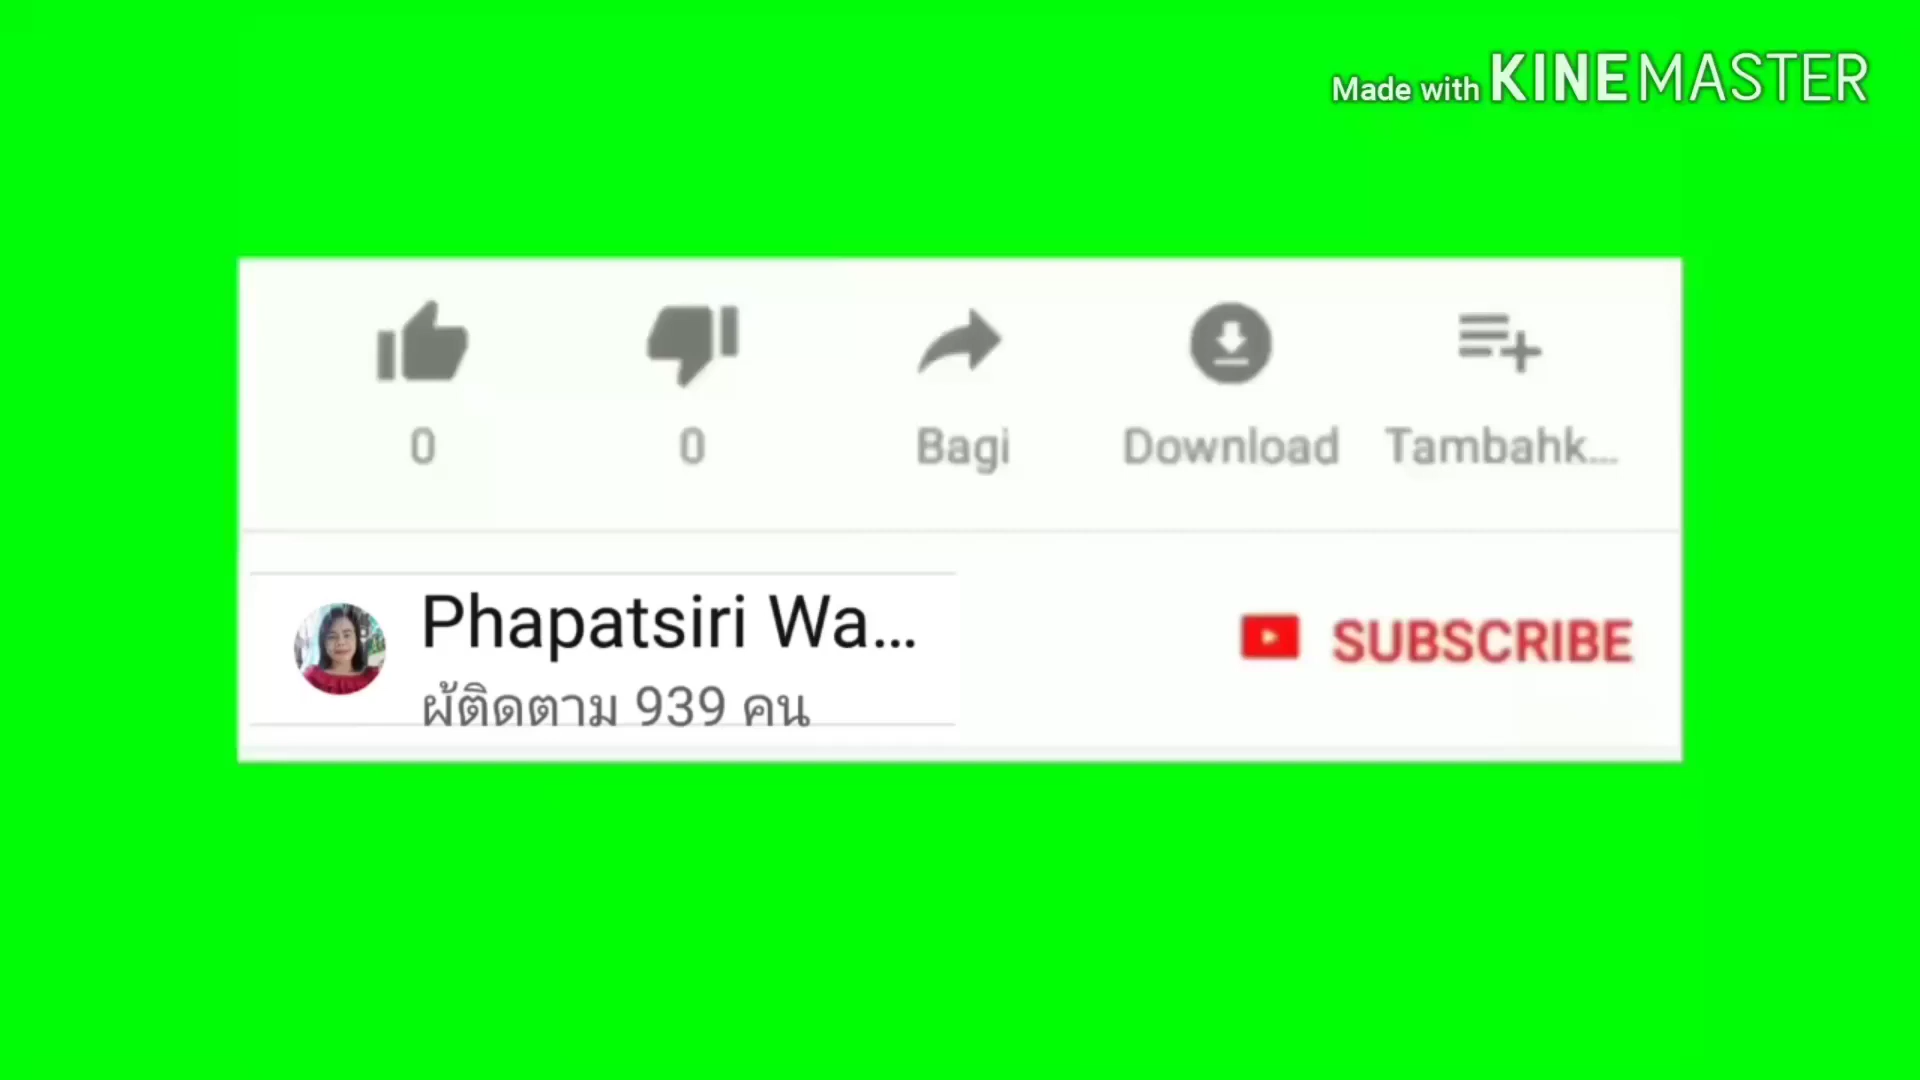 Made with KINEMASTER
0 0 Bagi Download Tambahk...
Phapatsiri Wa...
SUBSCRIBE
ผู้ติดตาม 939 คน